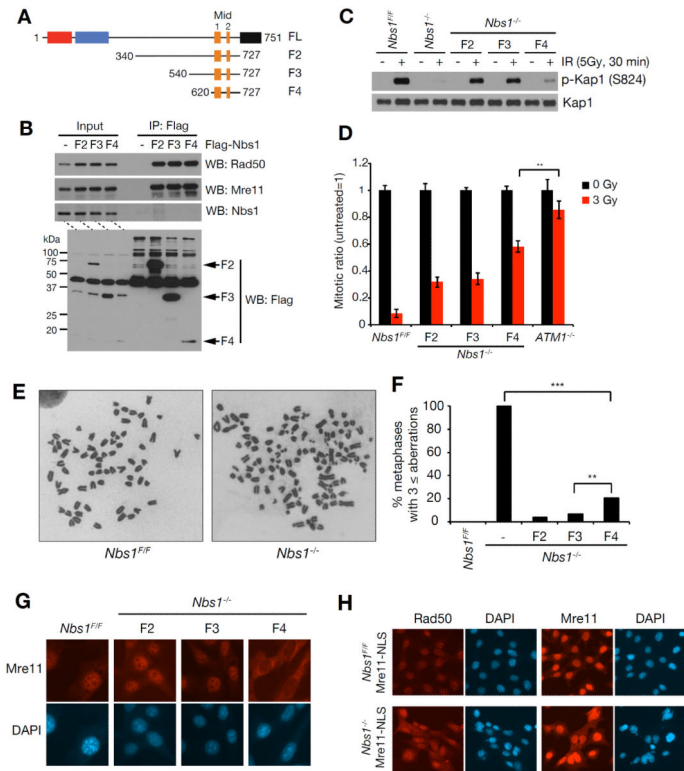 A
Mid
1 2
1 751 FL
340 727 F2
540 727 F3
620 727 F4
B
Input IP: Flag
- F2 F3 F4 - F2 F3 F4 Flag-Nbs1
WB: Rad50
WB: Mre11
WB: Nbs1
kDa
100
75
50
37
25
20
F2
F3
F4
WB: Flag
C
Nbs1F/F Nbs1-/- Nbs1-/-
F2 F3 F4
- + - + - + - + - + IR (5Gy, 30 min)
p-Kap1 (S824)
Kap1
D
Mitotic ratio (untreated=1)
1.2
1
0.8
0.6
0.4
0.2
0
**
0 Gy
3 Gy
Nbs1F/F F2 F3 F4 ATM1-/-
Nbs1-/-
E
Nbs1F/F Nbs1-/-
F
% metaphases
with 3 ≤ aberrations
100
80
60
40
20
0
***
**
Nbs1F/F - F2 F3 F4
Nbs1-/-
G
Nbs1-/-
Nbs1F/F F2 F3 F4
Mre11
DAPI
H
Rad50 DAPI Mre11 DAPI
Nbs1F/F
Mre11-NLS
Nbs1-/-
Mre11-NLS